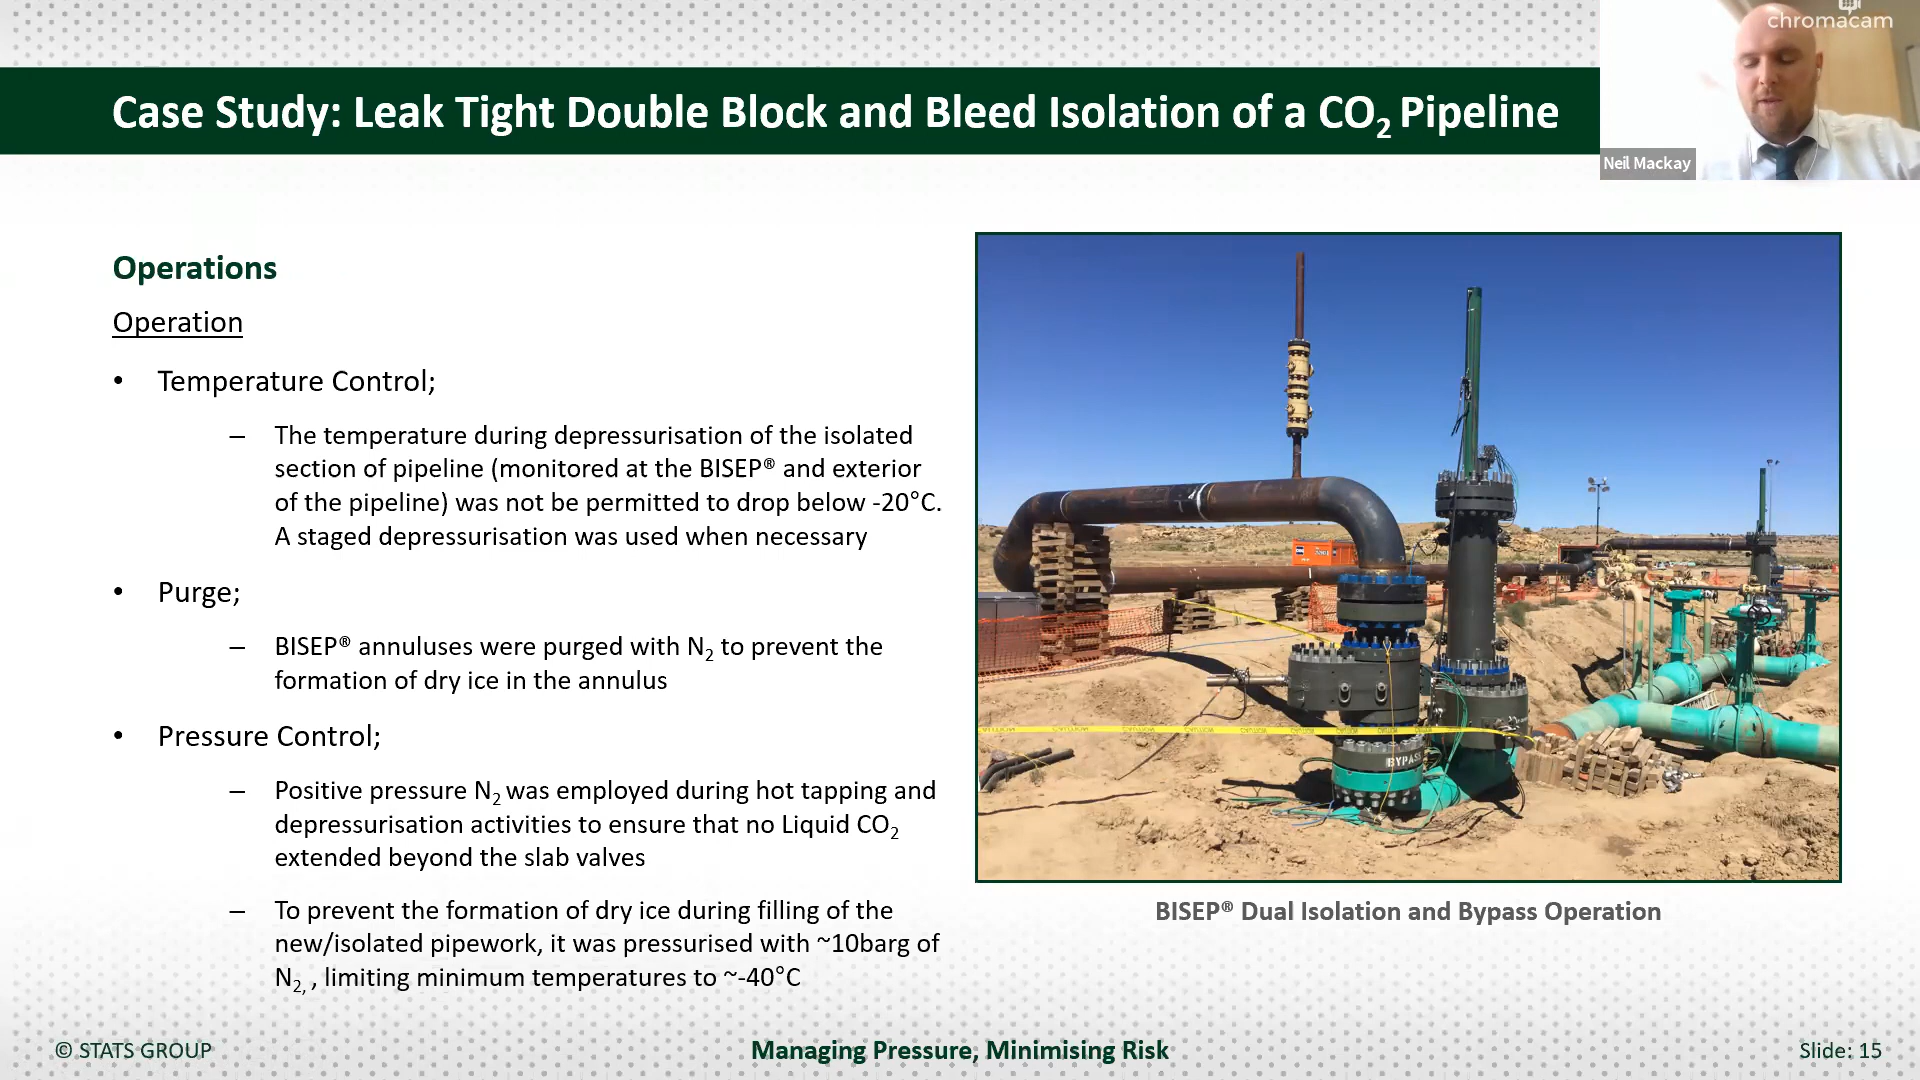 chromacam
Case Study: Leak Tight Double Block and Bleed Isolation of a CO2 Pipeline
Neil Mackay
Operations
Operation
• Temperature Control;
– The temperature during depressurisation of the isolated
section of pipeline (monitored at the BISEP® and exterior
of the pipeline) was not be permitted to drop below -20°C.
A staged depressurisation was used when necessary
• Purge;
– BISEP® annuluses were purged with N2 to prevent the
formation of dry ice in the annulus
• Pressure Control;
– Positive pressure N2 was employed during hot tapping and
depressurisation activities to ensure that no Liquid CO2
extended beyond the slab valves
– To prevent the formation of dry ice during filling of the
new/isolated pipework, it was pressurised with ~10barg of
N2, , limiting minimum temperatures to ~-40°C
BYPASS
BISEP® Dual Isolation and Bypass Operation
© STATS GROUP
Managing Pressure, Minimising Risk
Slide: 15